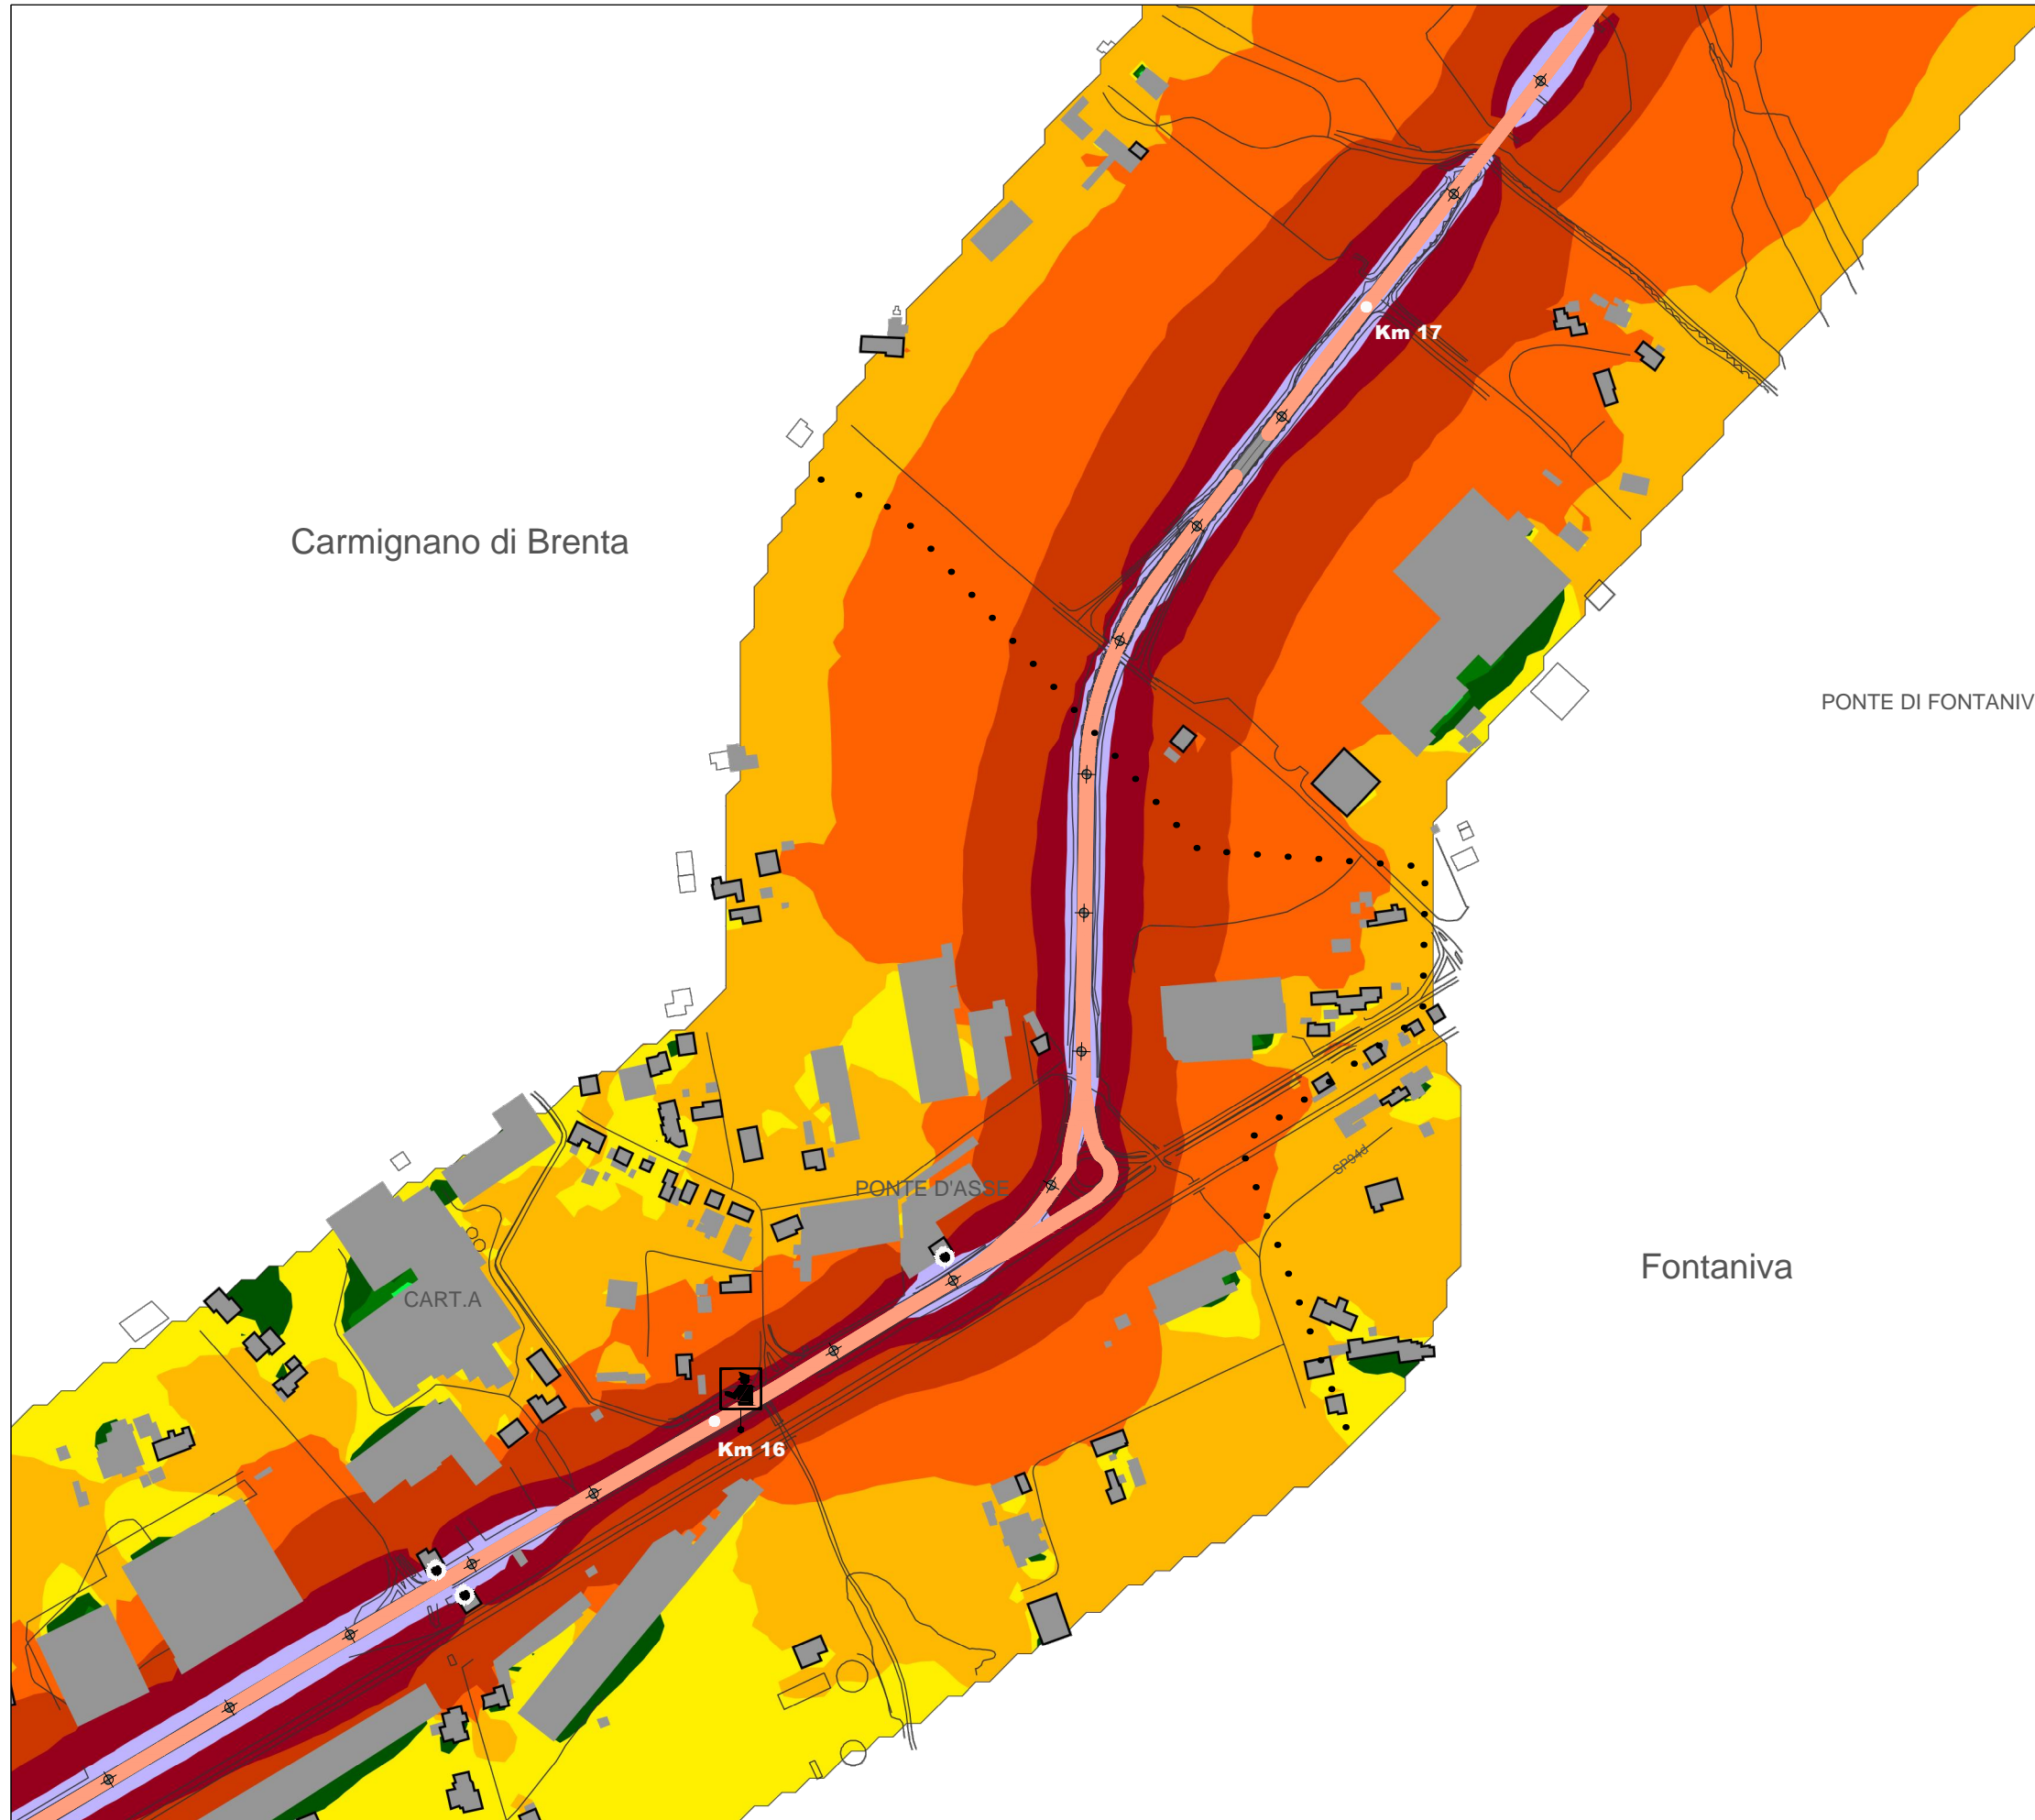 Km 17
Carmignano di Brenta
PONTE DI FONTANIV
SP94d
PONTE D'ASSE
Fontaniva
CART.A
Km 16